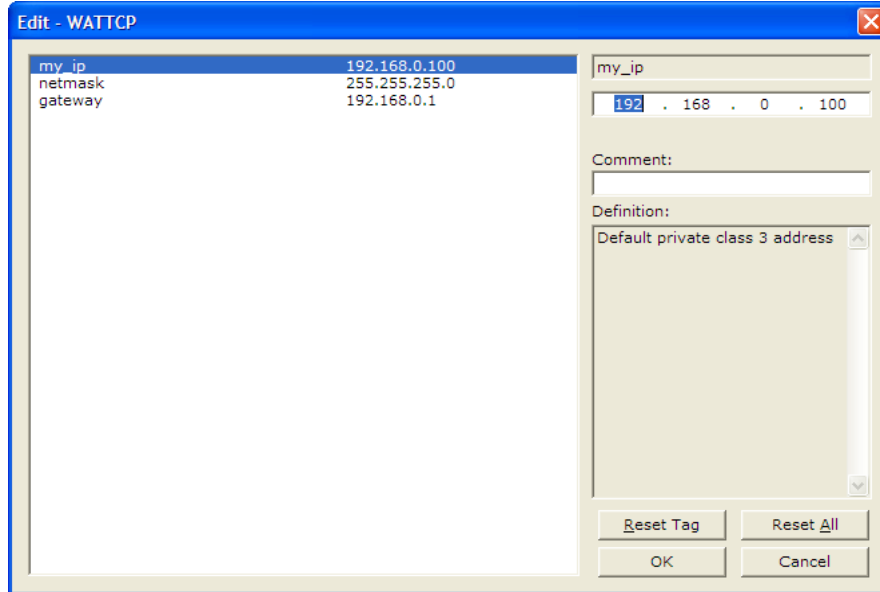 Edit - WATTCP
my_ip 192.168.0.100
netmask 255.255.255.0
gateway 192.168.0.1
my_ip
192 . 168 . 0 . 100
Comment:
Definition:
Default private class 3 address
Reset Tag Reset All
OK Cancel